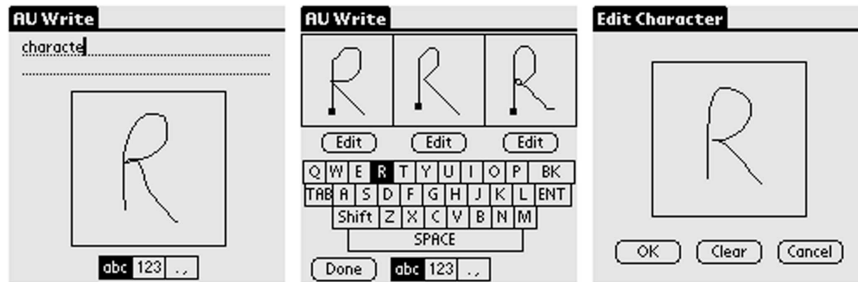 AU Write
characte
R
abc 123 .,
AU Write
R R R
Edit Edit Edit
Q W E R T Y U I O P BK
TAB A S D F G H J K L ENT
Shift Z X C V B N M
SPACE
Done abc 123 .,
Edit Character
R
OK Clear Cancel